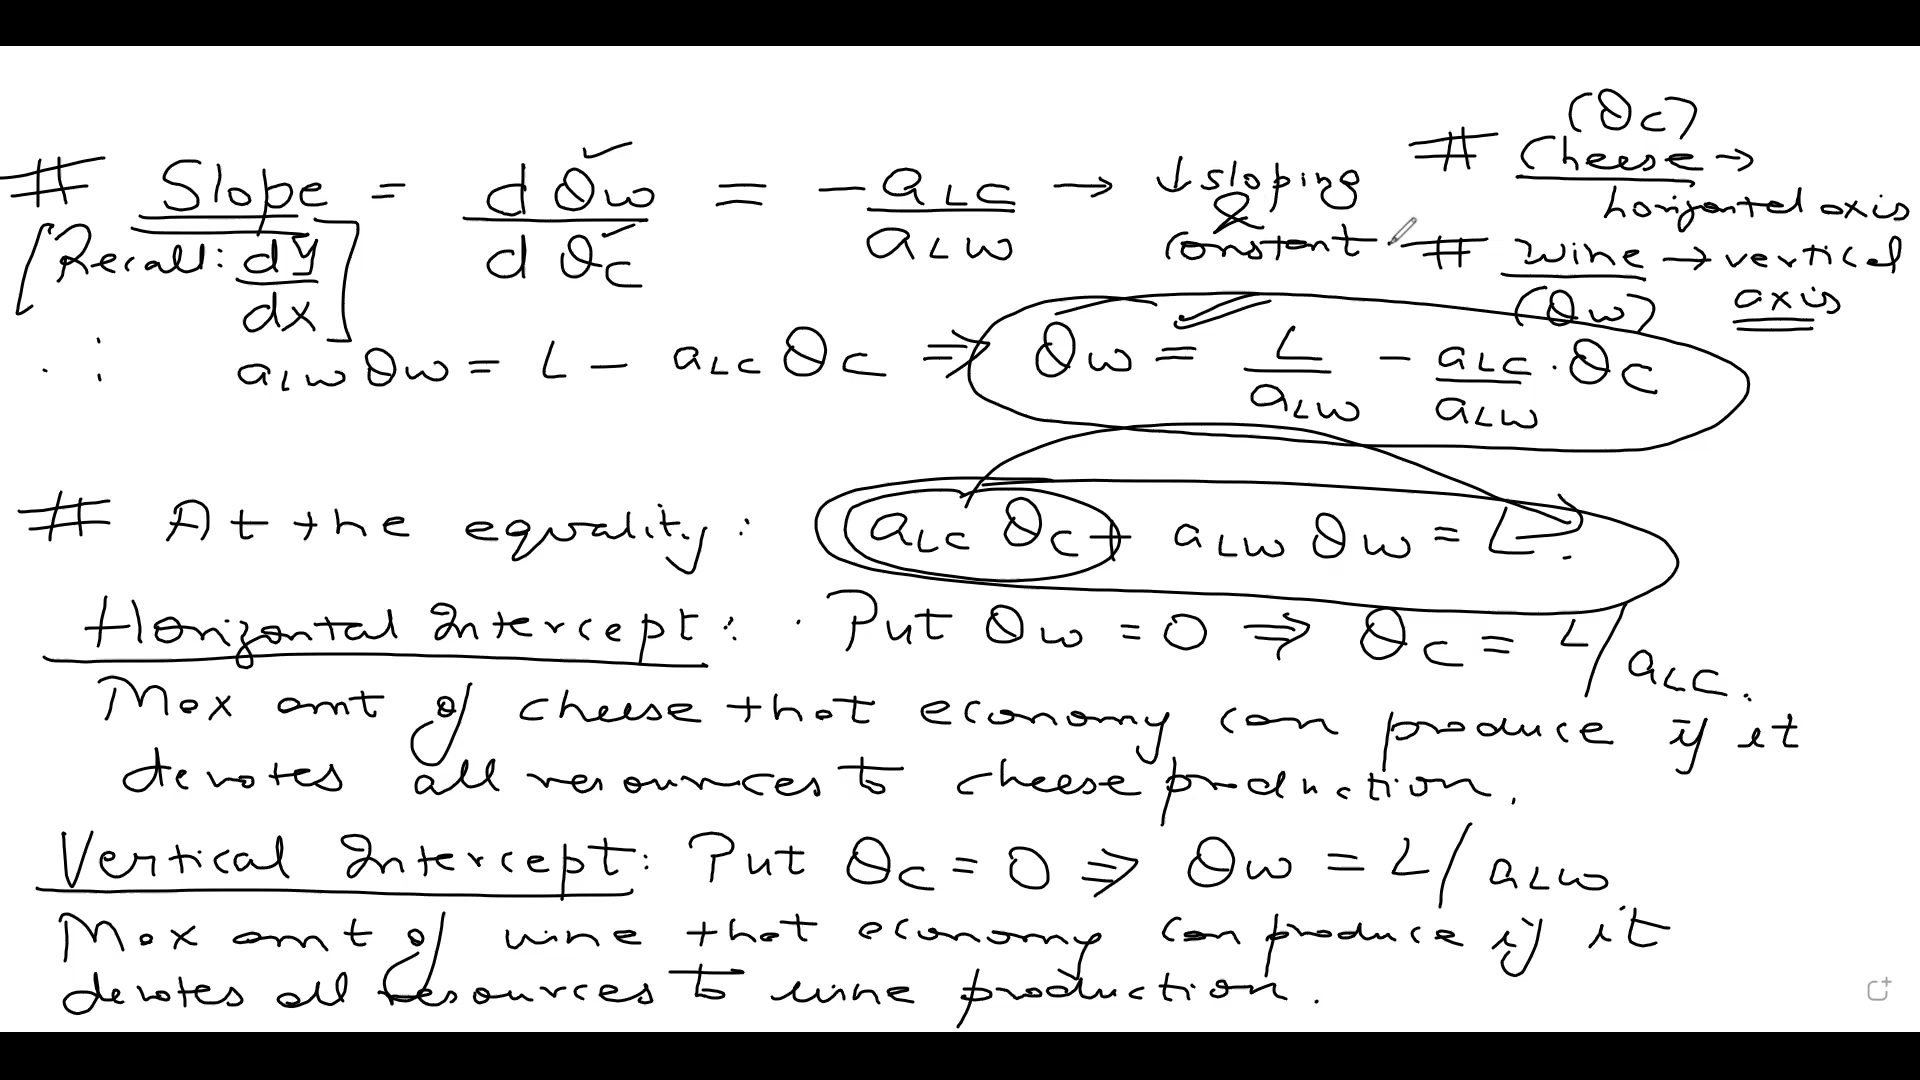 (Qc)
# Cheese →
horizontal axis
# Slope = dQw/dQc = - aLC/aLW → ↓ sloping & constant
# wine → vertical axis
(Qw)
[Recall: dy/dx]
∴ aLW Qw = L - aLC Qc ⇒ Qw = L/aLW - aLC/aLW · Qc
# At the equality: aLC Qc + aLW Qw = L.
Horizontal Intercept: Put Qw = 0 ⇒ Qc = L/aLC.
Max amt of cheese that economy can produce if it
denotes all resources to cheese production.
Vertical Intercept: Put Qc = 0 ⇒ Qw = L/aLW.
Max amt of wine that economy can produce if it
denotes all resources to wine production.